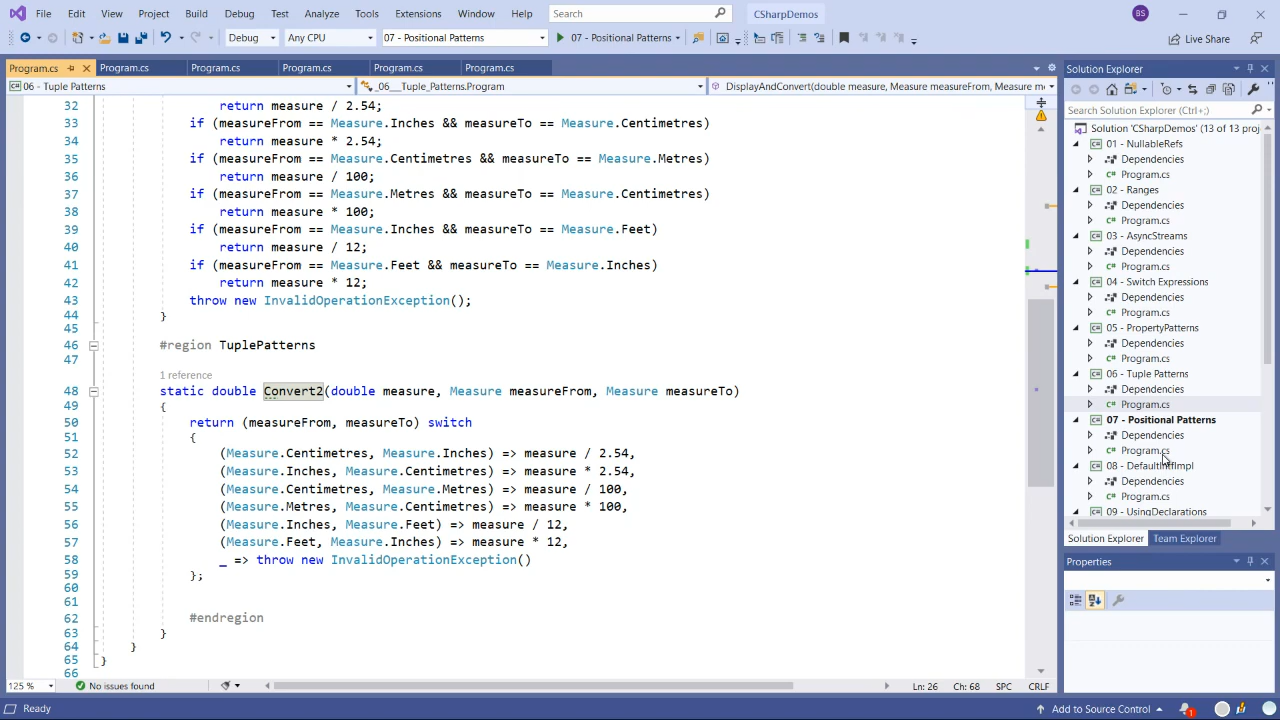 File Edit View Project Build Debug Test Analyze Tools Extensions Window Help Search CSharpDemos BS
Debug Any CPU 07 - Positional Patterns 07 - Positional Patterns Live Share
Program.cs Program.cs Program.cs Program.cs Program.cs Program.cs
06 - Tuple Patterns _06__Tuple_Patterns.Program DisplayAndConvert(double measure, Measure measureFrom, Measure m
32 return measure / 2.54;
33 if (measureFrom == Measure.Inches && measureTo == Measure.Centimetres)
34 return measure * 2.54;
35 if (measureFrom == Measure.Centimetres && measureTo == Measure.Metres)
36 return measure / 100;
37 if (measureFrom == Measure.Metres && measureTo == Measure.Centimetres)
38 return measure * 100;
39 if (measureFrom == Measure.Inches && measureTo == Measure.Feet)
40 return measure / 12;
41 if (measureFrom == Measure.Feet && measureTo == Measure.Inches)
42 return measure * 12;
43 throw new InvalidOperationException();
44 }
45
46 #region TuplePatterns
47
1 reference
48 static double Convert2(double measure, Measure measureFrom, Measure measureTo)
49 {
50 return (measureFrom, measureTo) switch
51 {
52 (Measure.Centimetres, Measure.Inches) => measure / 2.54,
53 (Measure.Inches, Measure.Centimetres) => measure * 2.54,
54 (Measure.Centimetres, Measure.Metres) => measure / 100,
55 (Measure.Metres, Measure.Centimetres) => measure * 100,
56 (Measure.Inches, Measure.Feet) => measure / 12,
57 (Measure.Feet, Measure.Inches) => measure * 12,
58 _ => throw new InvalidOperationException()
59 };
60
61
62 #endregion
63 }
64 }
65 }
66
125 % No issues found Ln: 26 Ch: 68 SPC CRLF
Solution Explorer
Search Solution Explorer (Ctrl+;)
Solution 'CSharpDemos' (13 of 13 proj
01 - NullableRefs
Dependencies
Program.cs
02 - Ranges
Dependencies
Program.cs
03 - AsyncStreams
Dependencies
Program.cs
04 - Switch Expressions
Dependencies
Program.cs
05 - PropertyPatterns
Dependencies
Program.cs
06 - Tuple Patterns
Dependencies
Program.cs
07 - Positional Patterns
Dependencies
Program.cs
08 - DefaultIntfImpl
Dependencies
Program.cs
09 - UsingDeclarations
Solution Explorer Team Explorer
Properties
Ready Add to Source Control 1